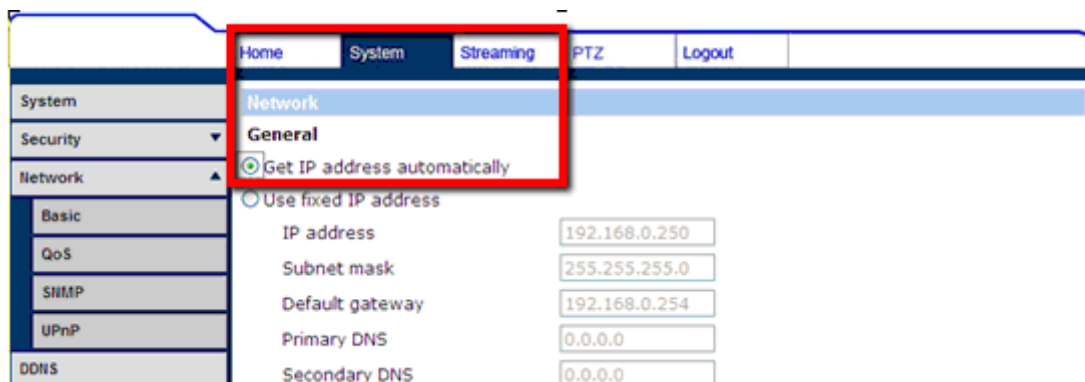 Home System Streaming PTZ Logout
System
Security
Network
Basic
QoS
SNMP
UPnP
DDNS
Network
General
Get IP address automatically
Use fixed IP address
IP address 192.168.0.250
Subnet mask 255.255.255.0
Default gateway 192.168.0.254
Primary DNS 0.0.0.0
Secondary DNS 0.0.0.0